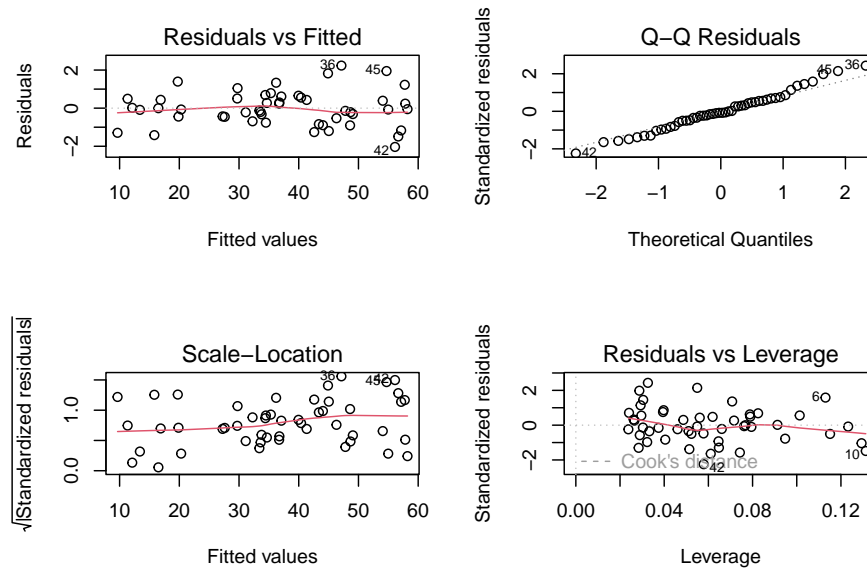 Residuals vs Fitted
Residuals
2
0
−2
36
45
42
10 20 30 40 50 60
Fitted values
Q−Q Residuals
Standardized residuals
2
0
−2
45
36
42
−2 −1 0 1 2
Theoretical Quantiles
Scale−Location
√|Standardized residuals|
1.0
0.0
36
45
42
10 20 30 40 50 60
Fitted values
Residuals vs Leverage
Standardized residuals
2
0
−2
6
10
42
Cook's distance
0.00 0.04 0.08 0.12
Leverage